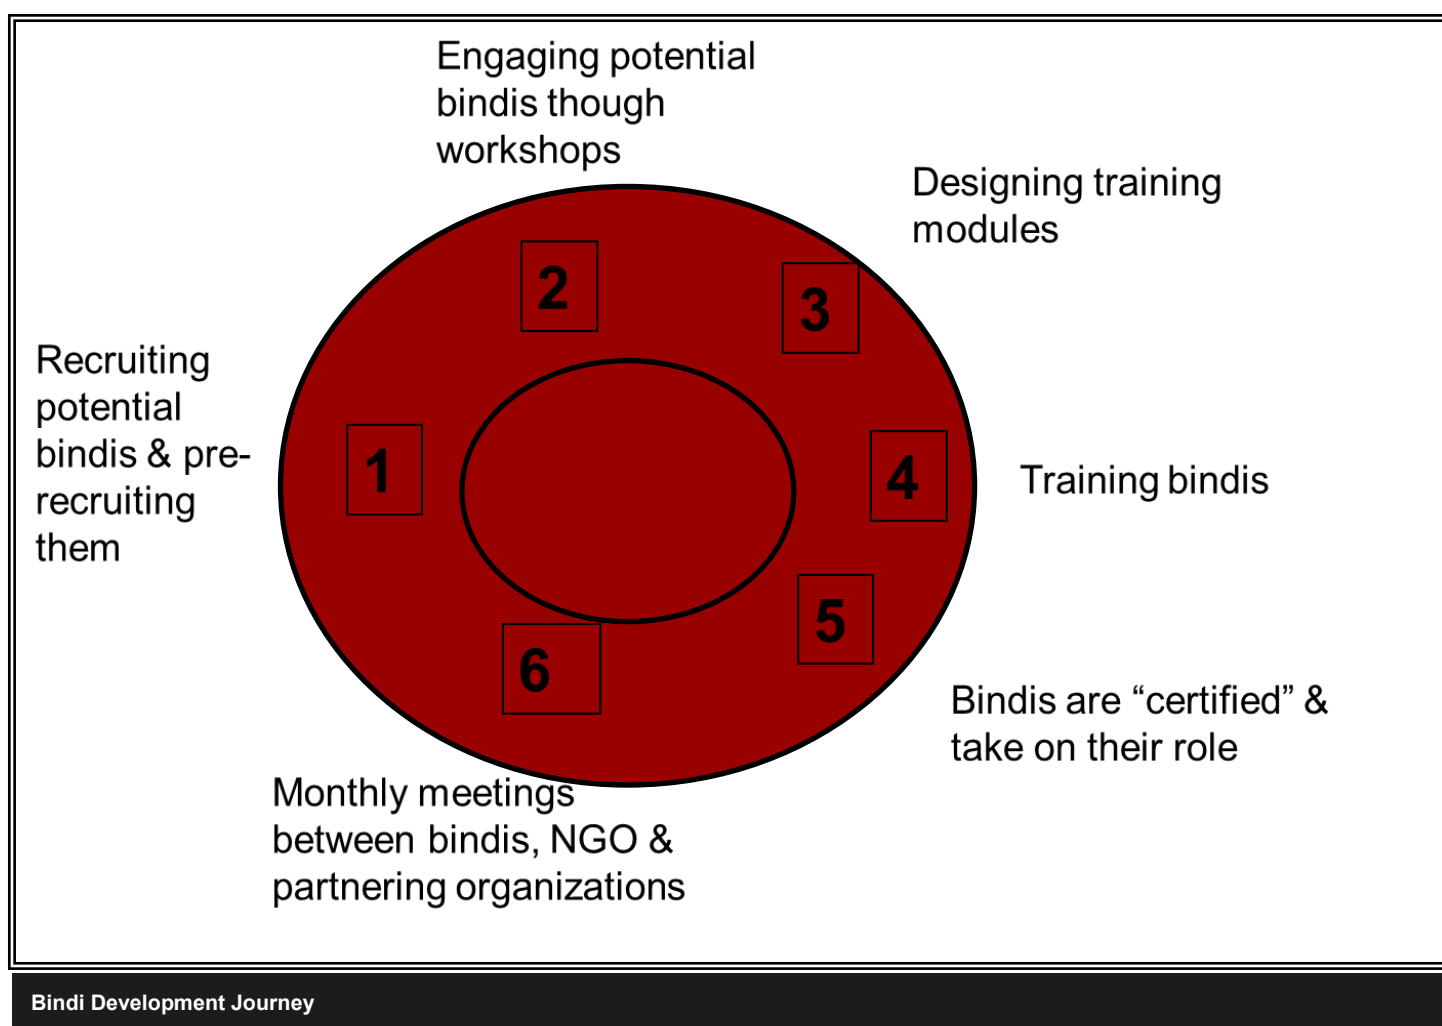 Engaging potential
bindis though
workshops
Designing training
modules
2
3
Recruiting
potential
bindis & pre-
recruiting
them
1
4
Training bindis
5
6
Bindis are “certified” &
take on their role
Monthly meetings
between bindis, NGO &
partnering organizations
Bindi Development Journey